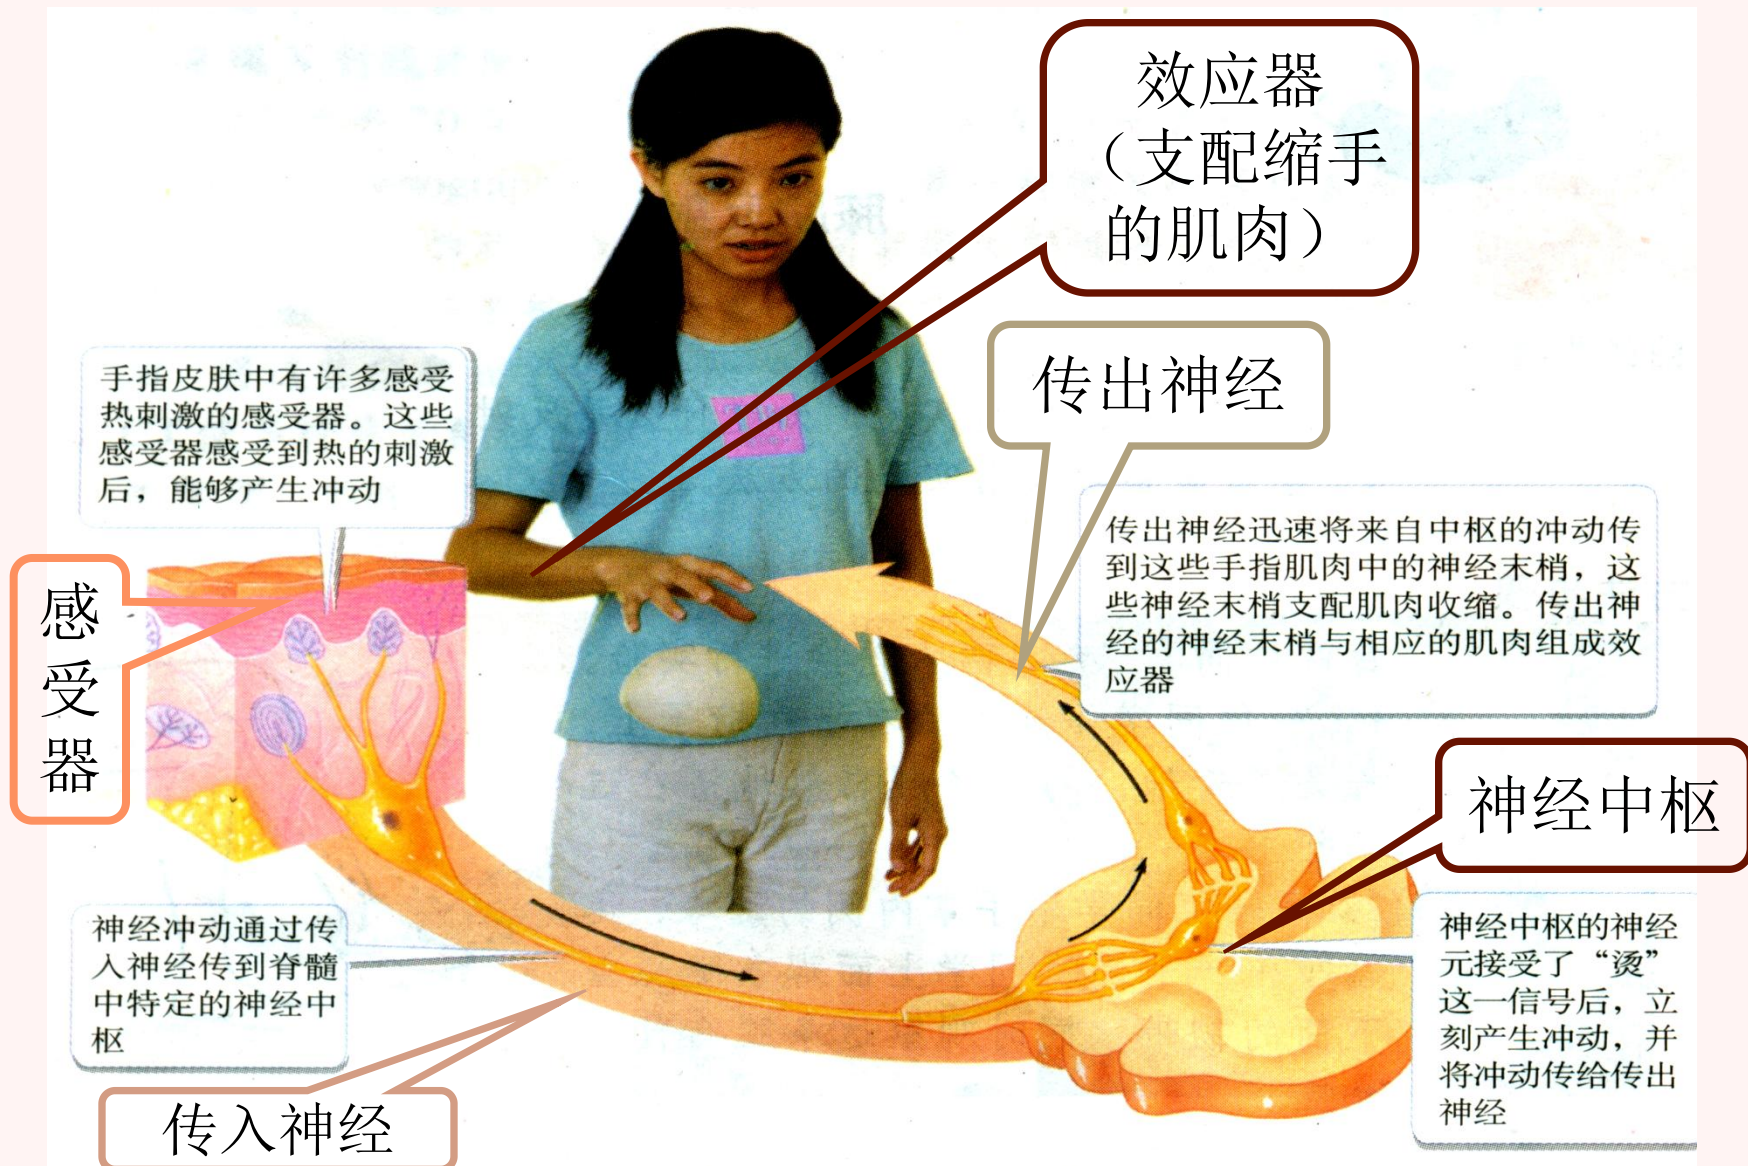 效应器
（支配缩手
的肌肉）
传出神经
手指皮肤中有许多感受
热刺激的感受器。这些
感受器感受到热的刺激
后，能够产生冲动
传出神经迅速将来自中枢的冲动传
到这些手指肌肉中的神经末梢，这
些神经末梢支配肌肉收缩。传出神
经的神经末梢与相应的肌肉组成效
应器
感
受
器
神经中枢
神经冲动通过传
入神经传到脊髓
中特定的神经中
枢
神经中枢的神经
元接受了“烫”
这一信号后，立
刻产生冲动，并
将冲动传给传出
神经
传入神经